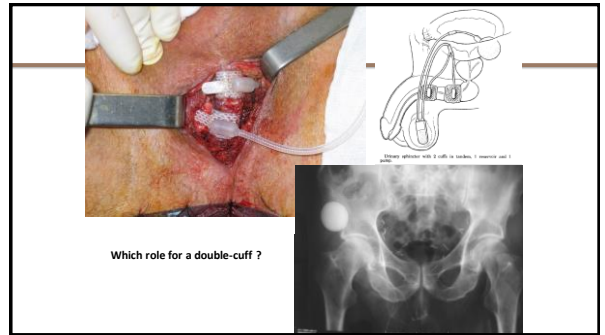 Urinary sphincter with 2 cuffs in tandem, 1 reservoir and 1
pump.
Which role for a double-cuff ?